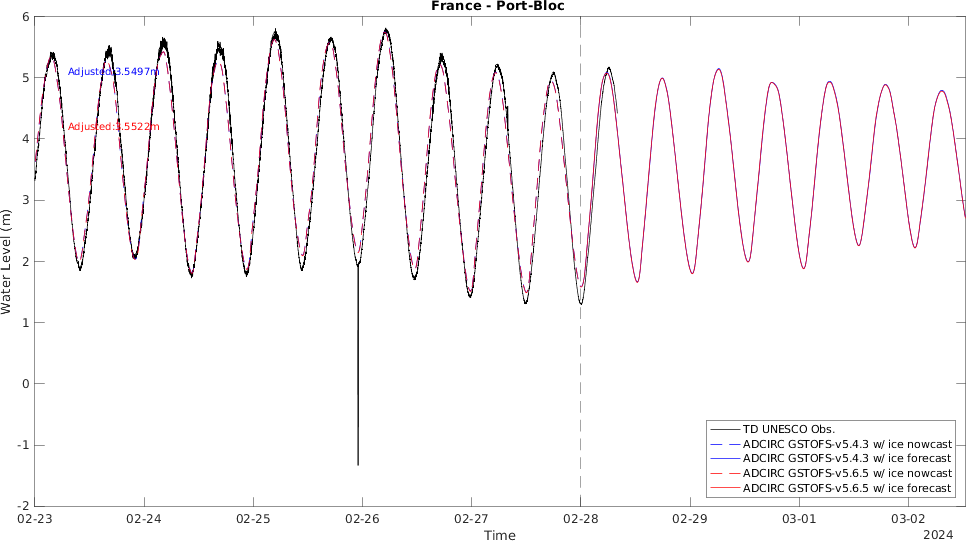 France - Port-Bloc
6
5
4
3
2
1
0
-1
-2
Water Level (m)
Adjusted:3.5497m
Adjusted:3.5522m
TD UNESCO Obs.
ADCIRC GSTOFS-v5.4.3 w/ ice nowcast
ADCIRC GSTOFS-v5.4.3 w/ ice forecast
ADCIRC GSTOFS-v5.6.5 w/ ice nowcast
ADCIRC GSTOFS-v5.6.5 w/ ice forecast
02-23 02-24 02-25 02-26 02-27 02-28 02-29 03-01 03-02
Time
2024